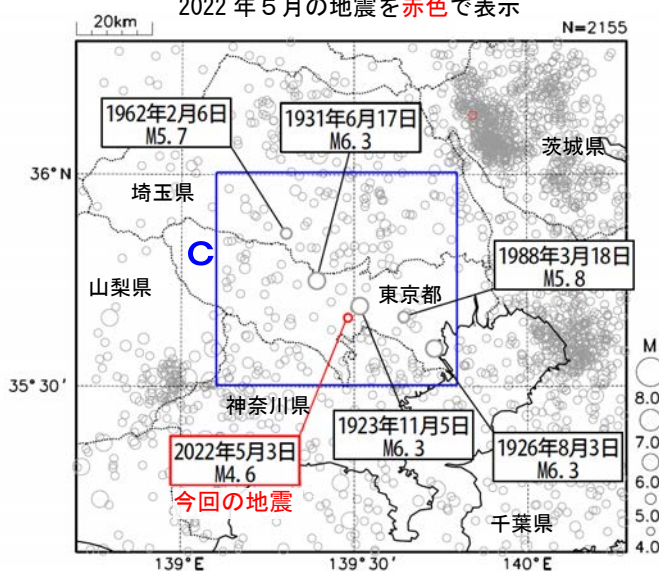 2022年5月の地震を赤色で表示
20km
N=2155
1962年2月6日
M5.7
1931年6月17日
M6.3
茨城県
36°N
埼玉県
C
1988年3月18日
M5.8
山梨県
東京都
M
8.0
7.0
6.0
5.0
4.0
35°30'
神奈川県
1923年11月5日
M6.3
1926年8月3日
M6.3
2022年5月3日
M4.6
今回の地震
千葉県
139°E
139°30'
140°E